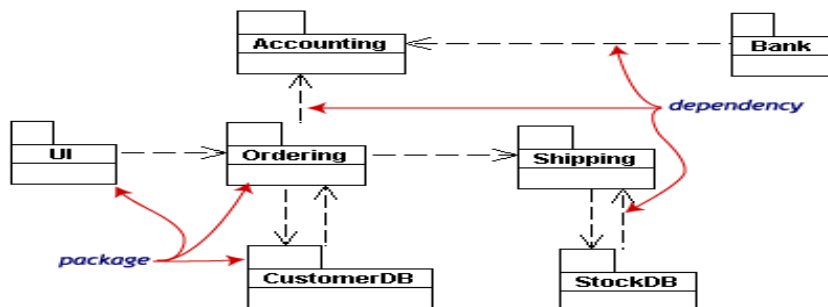 Accounting
Bank
dependency
UI
Ordering
Shipping
package
CustomerDB
StockDB